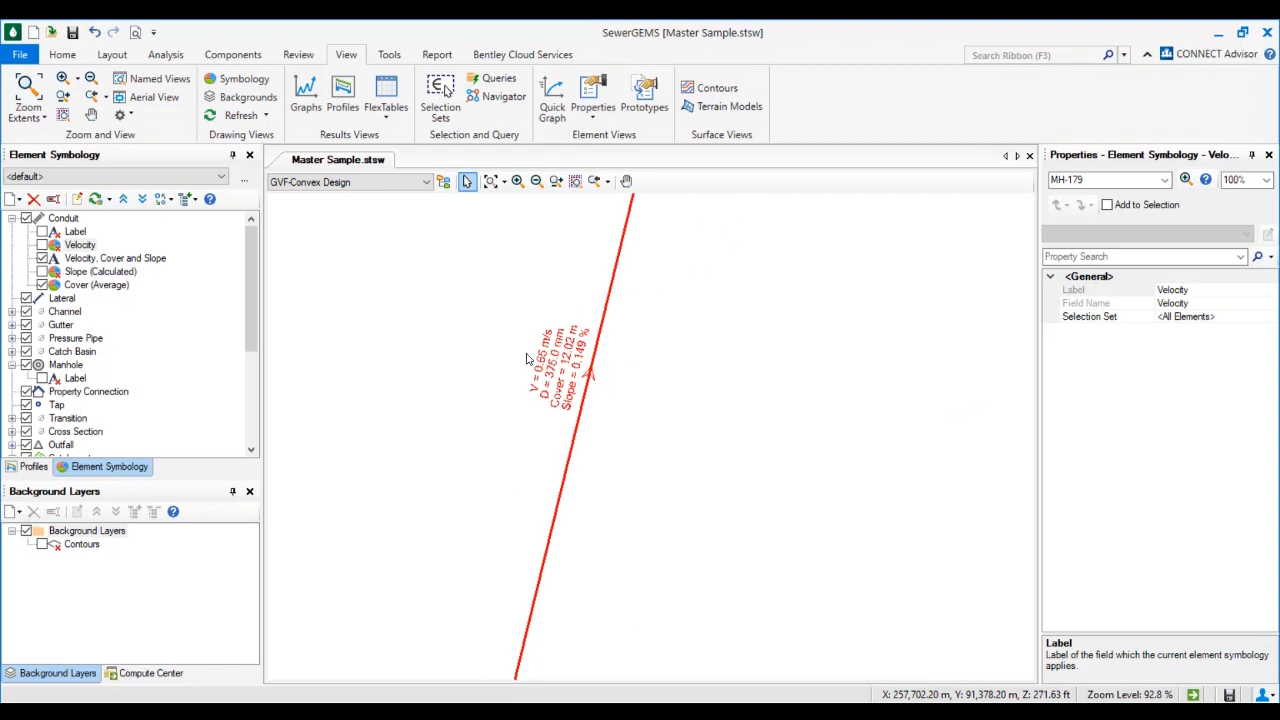 SewerGEMS [Master Sample.stsw]
File Home Layout Analysis Components Review View Tools Report Bentley Cloud Services Search Ribbon (F3) CONNECT Advisor
Zoom Extents
Named Views
Aerial View
Zoom and View
Symbology
Backgrounds
Refresh
Drawing Views
Graphs Profiles FlexTables
Results Views
Selection Sets
Queries
Navigator
Selection and Query
Quick Graph
Properties
Prototypes
Element Views
Contours
Terrain Models
Surface Views
Element Symbology
<default>
...
Conduit
Label
Velocity
Velocity, Cover and Slope
Slope (Calculated)
Cover (Average)
Lateral
Channel
Gutter
Pressure Pipe
Catch Basin
Manhole
Label
Property Connection
Tap
Transition
Cross Section
Outfall
Profiles Element Symbology
Background Layers
Background Layers
Contours
Background Layers Compute Center
Master Sample.stsw
GVF-Convex Design
V = 0.65 m/s
D = 375.0 mm
Cover = 12.02 m
Slope = 0.149 %
Properties - Element Symbology - Velo...
MH-179 100%
Add to Selection
Property Search
<General>
Label Velocity
Field Name Velocity
Selection Set <All Elements>
Label
Label of the field which the current element symbology applies.
X: 257,702.20 m, Y: 91,378.20 m, Z: 271.63 ft Zoom Level: 92.8 %